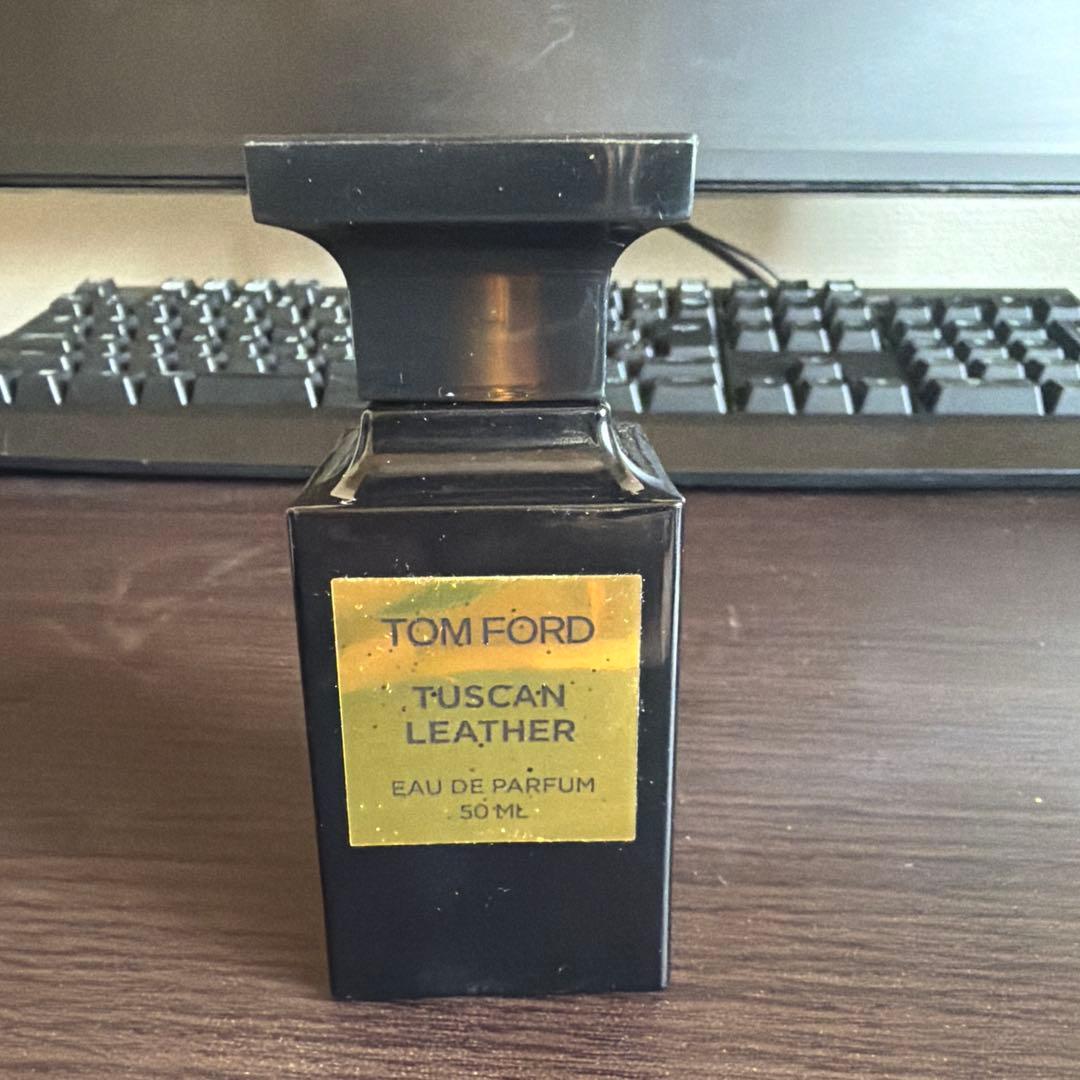 TOM FORD
TUSCAN
LEATHER
EAU DE PARFUM
50 ML